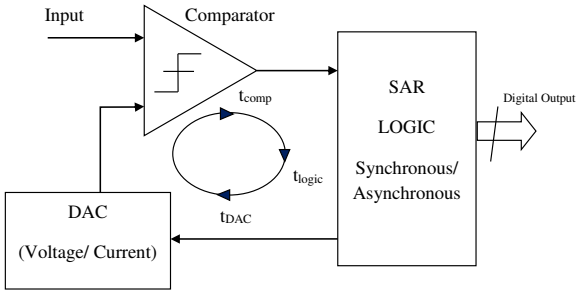 Input
Comparator
t_comp
SAR
LOGIC
Synchronous/
Asynchronous
Digital Output
t_logic
t_DAC
DAC
(Voltage/ Current)